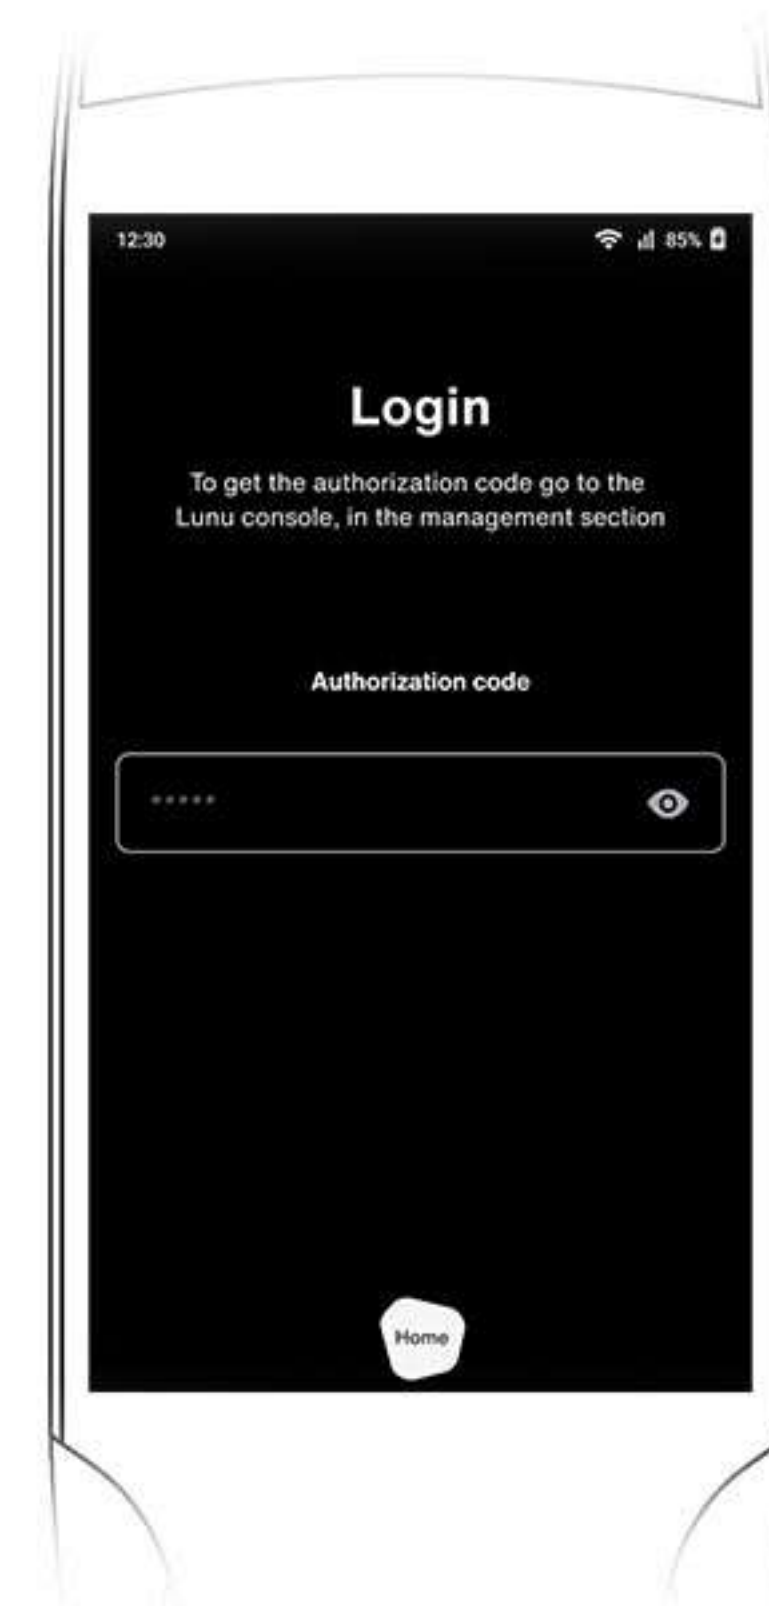 12:30 85%
Login
To get the authorization code go to the
Lunu console, in the management section
Authorization code
*****
Home